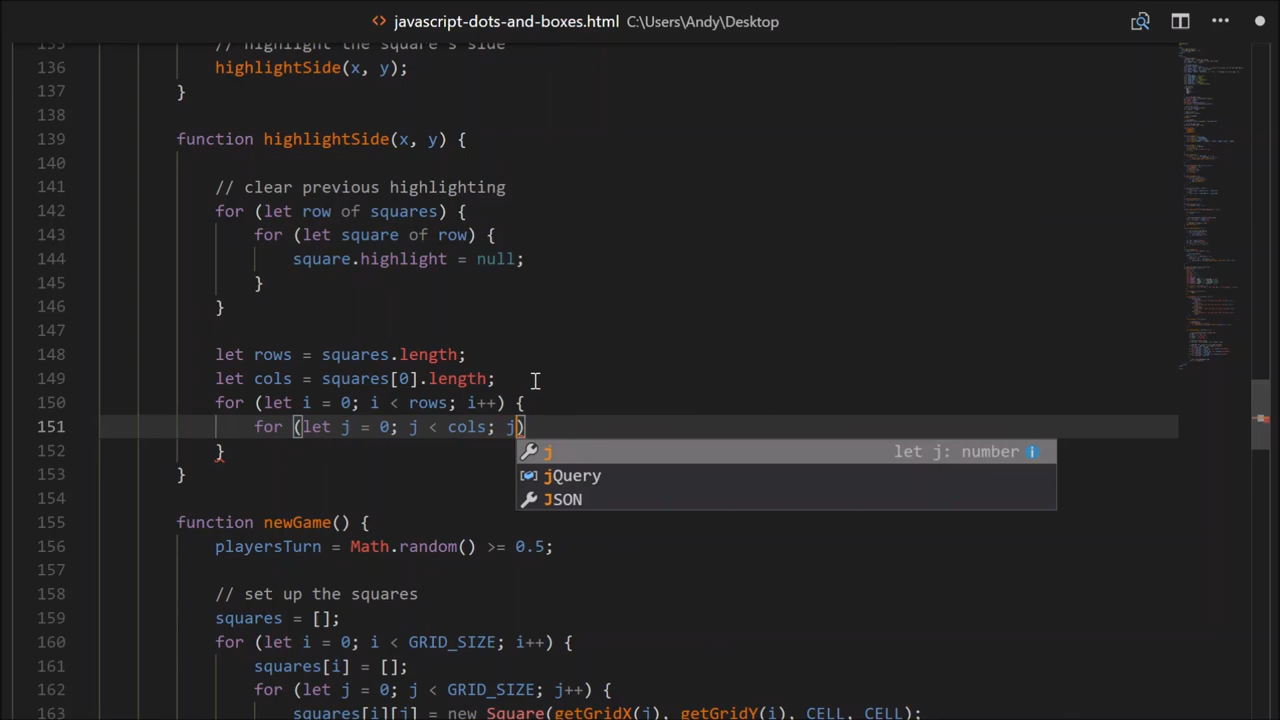 javascript-dots-and-boxes.html C:\Users\Andy\Desktop
135 // highlight the square's side
136 highlightSide(x, y);
137 }
138
139 function highlightSide(x, y) {
140
141 // clear previous highlighting
142 for (let row of squares) {
143 for (let square of row) {
144 square.highlight = null;
145 }
146 }
147
148 let rows = squares.length;
149 let cols = squares[0].length;
150 for (let i = 0; i < rows; i++) {
151 for (let j = 0; j < cols; j)
j let j: number
152 }
jQuery
153 }
JSON
154
155 function newGame() {
156 playersTurn = Math.random() >= 0.5;
157
158 // set up the squares
159 squares = [];
160 for (let i = 0; i < GRID_SIZE; i++) {
161 squares[i] = [];
162 for (let j = 0; j < GRID_SIZE; j++) {
163 squares[i][j] = new Square(getGridX(j), getGridY(i), CELL, CELL);